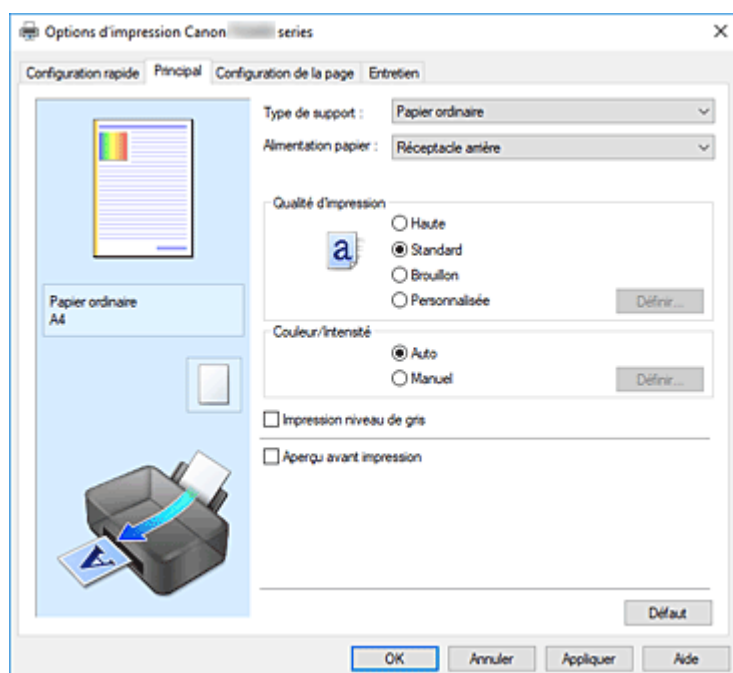 Options d'impression Canon series
Configuration rapide Principal Configuration de la page Entretien
Type de support : Papier ordinaire
Alimentation papier : Réceptacle arrière
Qualité d'impression
Haute
a Standard
Brouillon
Personnalisée Définir...
Papier ordinaire
A4
Couleur/Intensité
Auto
Manuel Définir...
Impression niveau de gris
Aperçu avant impression
A
Défaut
OK Annuler Appliquer Aide